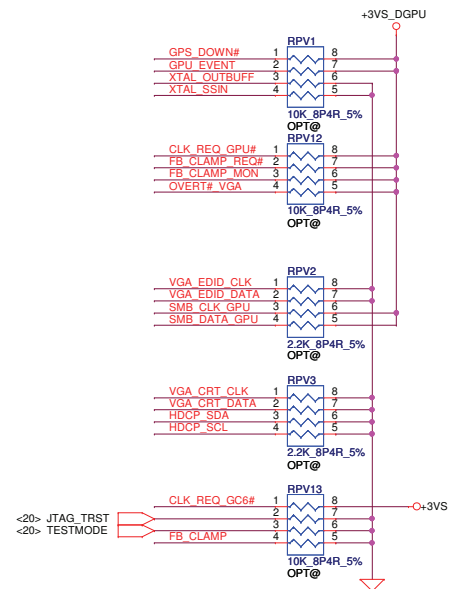 +3VS_DGPU
RPV1
GPS_DOWN# 1 8
GPU_EVENT 2 7
XTAL_OUTBUFF 3 6
XTAL_SSIN 4 5
10K_8P4R_5%
OPT@
RPV12
CLK_REQ_GPU# 1 8
FB_CLAMP_REQ# 2 7
FB_CLAMP_MON 3 6
OVERT#_VGA 4 5
10K_8P4R_5%
OPT@
RPV2
VGA_EDID_CLK 1 8
VGA_EDID_DATA 2 7
SMB_CLK_GPU 3 6
SMB_DATA_GPU 4 5
2.2K_8P4R_5%
OPT@
RPV3
VGA_CRT_CLK 1 8
VGA_CRT_DATA 2 7
HDCP_SDA 3 6
HDCP_SCL 4 5
2.2K_8P4R_5%
OPT@
RPV13
CLK_REQ_GC6# 1 8 +3VS
<20> JTAG_TRST 2 7
<20> TESTMODE 3 6
FB_CLAMP 4 5
10K_8P4R_5%
OPT@